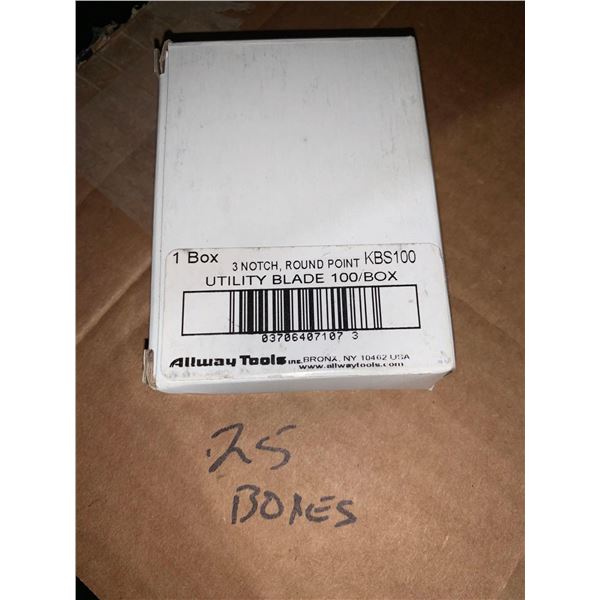 1 Box 3 NOTCH, ROUND POINT KBS100
UTILITY BLADE 100/BOX
03706407107 3
Allway Tools INC. BRONX, NY 10462 USA
www.allwaytools.com
25
BOXES